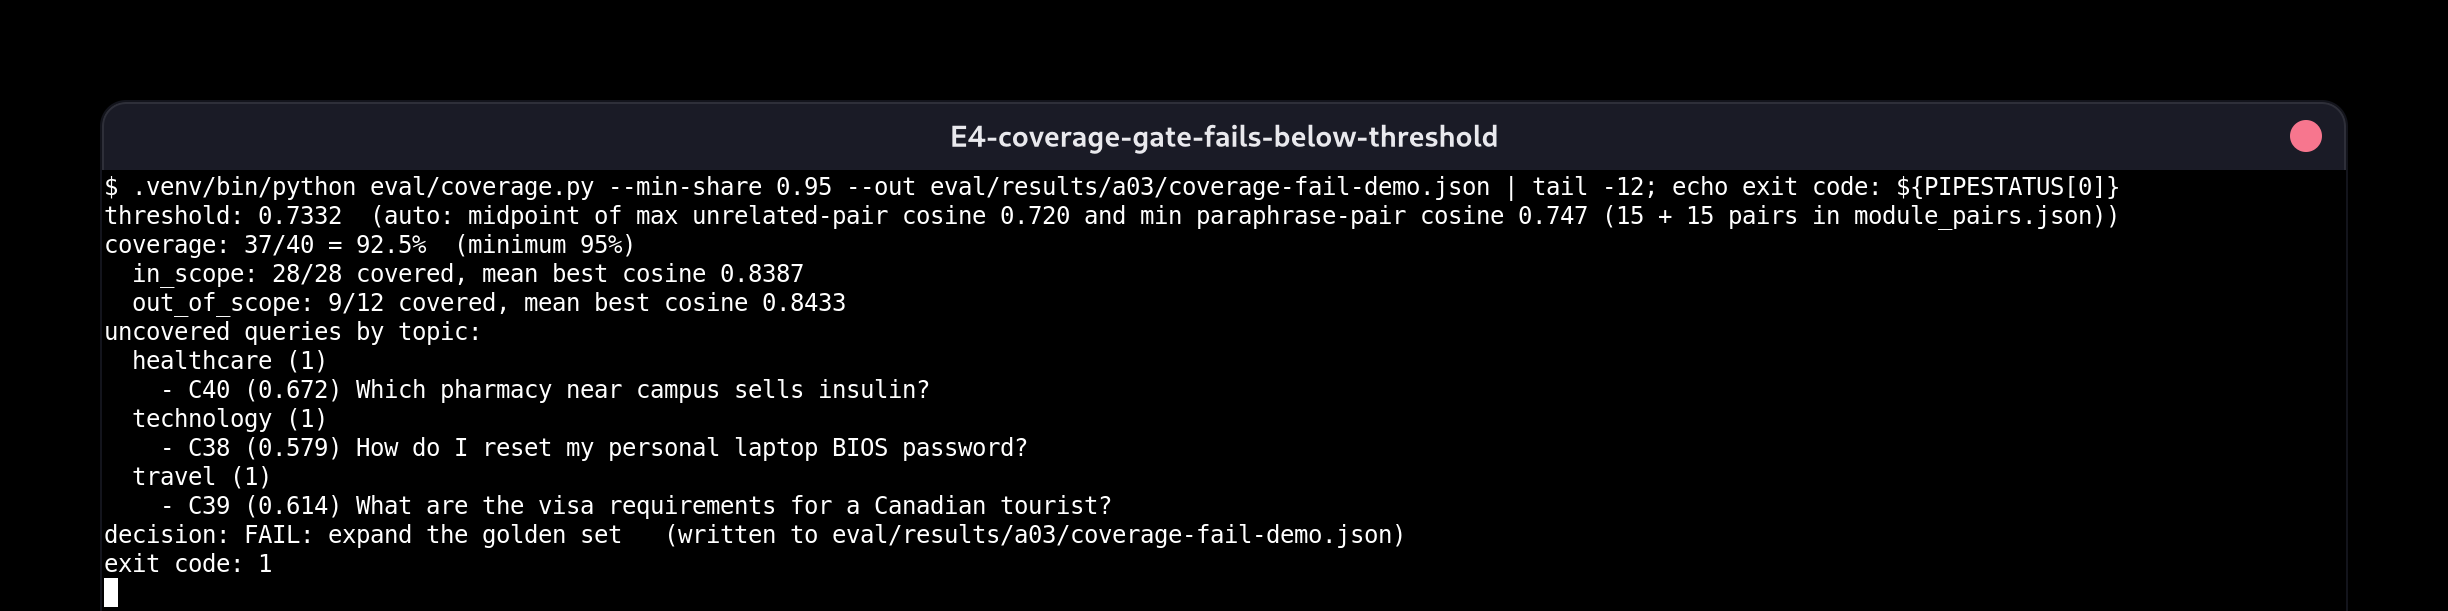 E4-coverage-gate-fails-below-threshold
$ .venv/bin/python eval/coverage.py --min-share 0.95 --out eval/results/a03/coverage-fail-demo.json | tail -12; echo exit code: ${PIPESTATUS[0]}
threshold: 0.7332  (auto: midpoint of max unrelated-pair cosine 0.720 and min paraphrase-pair cosine 0.747 (15 + 15 pairs in module_pairs.json))
coverage: 37/40 = 92.5%  (minimum 95%)
  in_scope: 28/28 covered, mean best cosine 0.8387
  out_of_scope: 9/12 covered, mean best cosine 0.8433
uncovered queries by topic:
  healthcare (1)
    - C40 (0.672) Which pharmacy near campus sells insulin?
  technology (1)
    - C38 (0.579) How do I reset my personal laptop BIOS password?
  travel (1)
    - C39 (0.614) What are the visa requirements for a Canadian tourist?
decision: FAIL: expand the golden set   (written to eval/results/a03/coverage-fail-demo.json)
exit code: 1